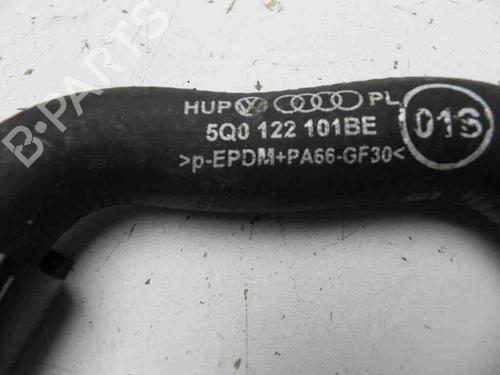 B-PARTS
HUP PL
5Q0 122 101BE
01S
>p-EPDM+PA66-GF30<